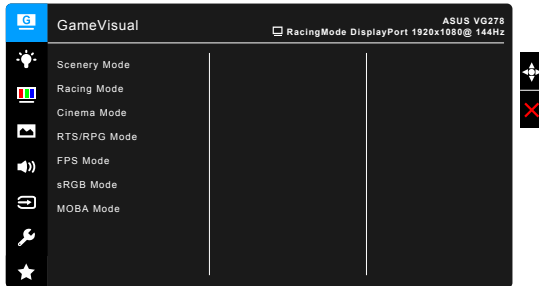 G
GameVisual
ASUS VG278
RacingMode DisplayPort 1920x1080@ 144Hz
Scenery Mode
Racing Mode
Cinema Mode
RTS/RPG Mode
FPS Mode
sRGB Mode
MOBA Mode